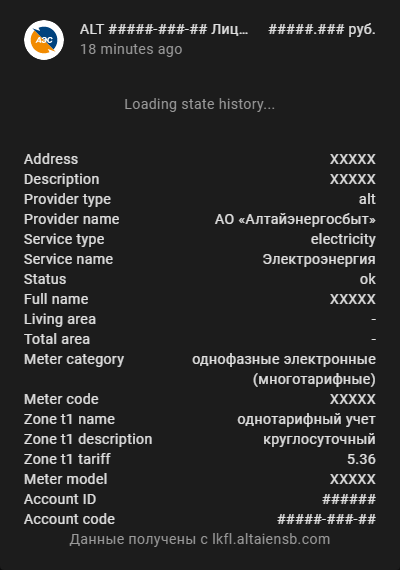 АЭС
ALT #####-###-## Лиц... #####.### руб.
18 minutes ago
Loading state history...
Address XXXXX
Description XXXXX
Provider type alt
Provider name АО «Алтайэнергосбыт»
Service type electricity
Service name Электроэнергия
Status ok
Full name XXXXX
Living area -
Total area -
Meter category однофазные электронные
(многотарифные)
Meter code XXXXX
Zone t1 name однотарифный учет
Zone t1 description круглосуточный
Zone t1 tariff 5.36
Meter model XXXXX
Account ID ######
Account code #####-###-##
Данные получены с lkfl.altaiensb.com